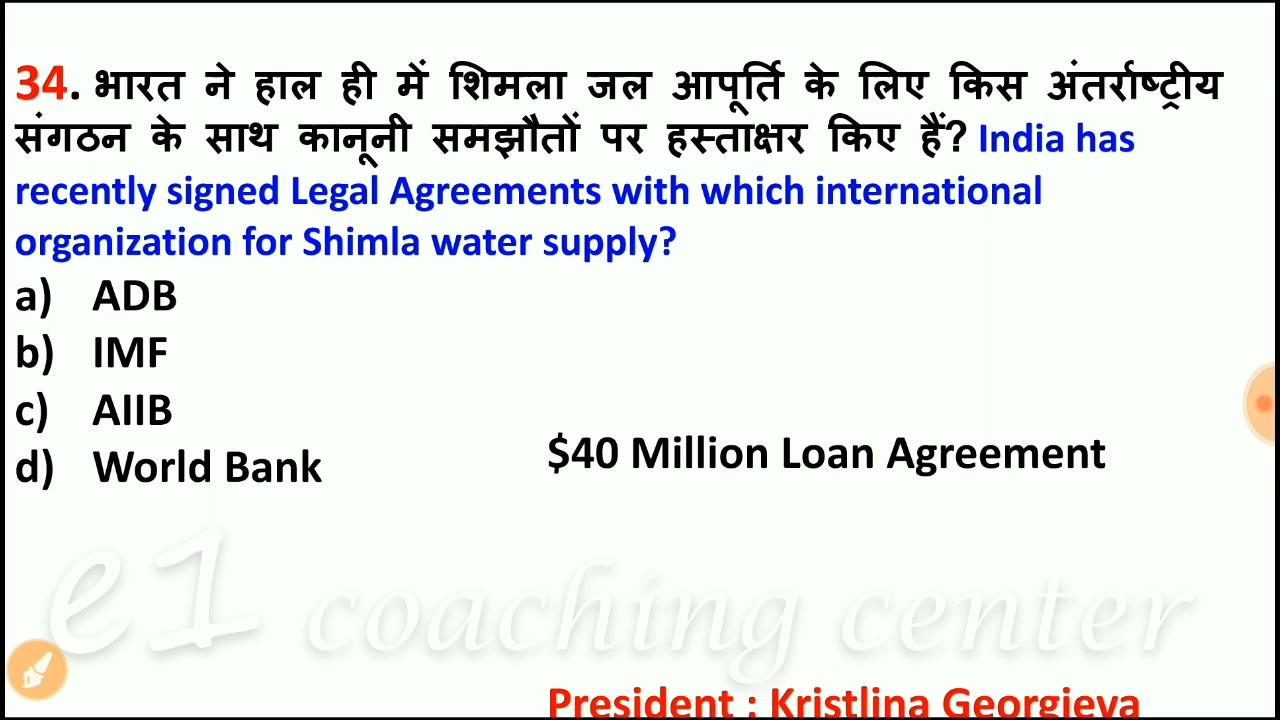 34. भारत ने हाल ही में शिमला जल आपूर्ति के लिए किस अंतर्राष्ट्रीय
संगठन के साथ कानूनी समझौतों पर हस्ताक्षर किए हैं? India has
recently signed Legal Agreements with which international
organization for Shimla water supply?
a) ADB
b) IMF
c) AIIB
d) World Bank
$40 Million Loan Agreement
e1 coaching center
President : Kristlina Georgieva